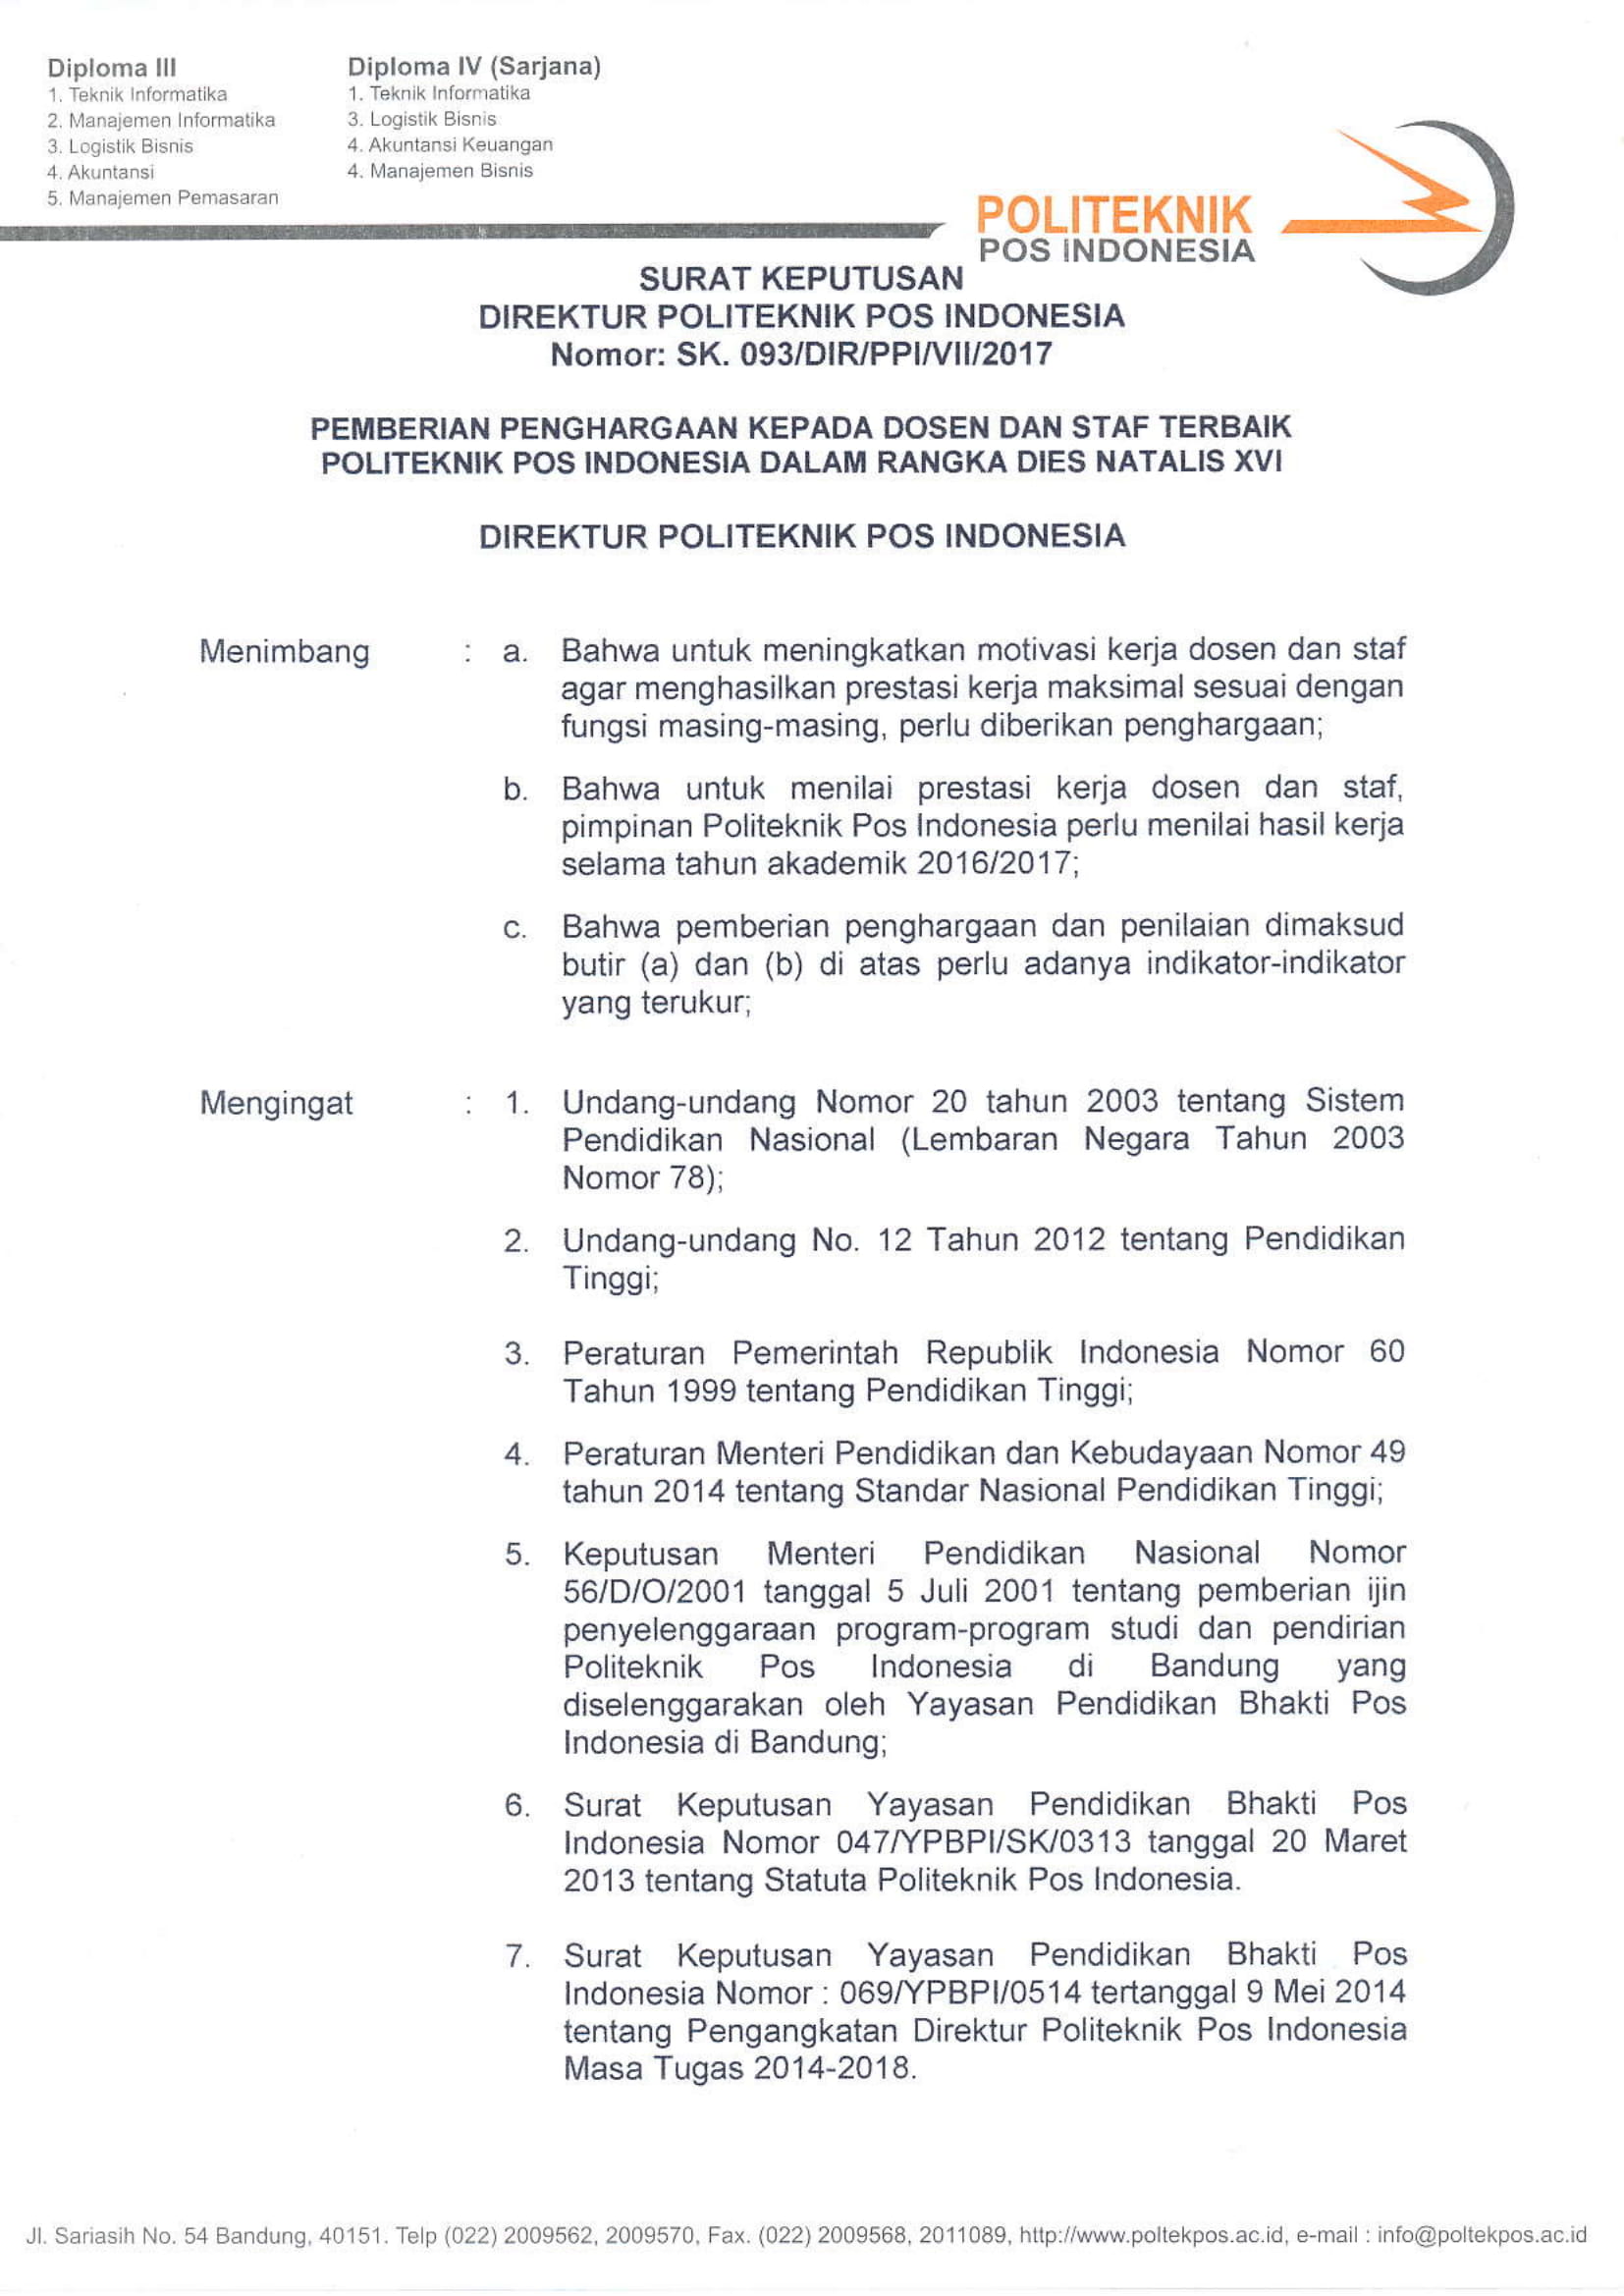 Diploma III
1. Teknik Informatika
2. Manajemen Informatika
3. Logistik Bisnis
4. Akuntansi
5. Manajemen Pemasaran
Diploma IV (Sarjana)
1. Teknik Informatika
3. Logistik Bisnis
4. Akuntansi Keuangan
4. Manajemen Bisnis
POLITEKNIK
POS INDONESIA
SURAT KEPUTUSAN
DIREKTUR POLITEKNIK POS INDONESIA
Nomor: SK. 093/DIR/PPI/VII/2017
PEMBERIAN PENGHARGAAN KEPADA DOSEN DAN STAF TERBAIK
POLITEKNIK POS INDONESIA DALAM RANGKA DIES NATALIS XVI
DIREKTUR POLITEKNIK POS INDONESIA
Menimbang : a. Bahwa untuk meningkatkan motivasi kerja dosen dan staf
agar menghasilkan prestasi kerja maksimal sesuai dengan
fungsi masing-masing, perlu diberikan penghargaan;
b. Bahwa untuk menilai prestasi kerja dosen dan staf,
pimpinan Politeknik Pos Indonesia perlu menilai hasil kerja
selama tahun akademik 2016/2017;
c. Bahwa pemberian penghargaan dan penilaian dimaksud
butir (a) dan (b) di atas perlu adanya indikator-indikator
yang terukur;
Mengingat : 1. Undang-undang Nomor 20 tahun 2003 tentang Sistem
Pendidikan Nasional (Lembaran Negara Tahun 2003
Nomor 78);
2. Undang-undang No. 12 Tahun 2012 tentang Pendidikan
Tinggi;
3. Peraturan Pemerintah Republik Indonesia Nomor 60
Tahun 1999 tentang Pendidikan Tinggi;
4. Peraturan Menteri Pendidikan dan Kebudayaan Nomor 49
tahun 2014 tentang Standar Nasional Pendidikan Tinggi;
5. Keputusan Menteri Pendidikan Nasional Nomor
56/D/O/2001 tanggal 5 Juli 2001 tentang pemberian ijin
penyelenggaraan program-program studi dan pendirian
Politeknik Pos Indonesia di Bandung yang
diselenggarakan oleh Yayasan Pendidikan Bhakti Pos
Indonesia di Bandung;
6. Surat Keputusan Yayasan Pendidikan Bhakti Pos
Indonesia Nomor 047/YPBPI/SK/0313 tanggal 20 Maret
2013 tentang Statuta Politeknik Pos Indonesia.
7. Surat Keputusan Yayasan Pendidikan Bhakti Pos
Indonesia Nomor : 069/YPBPI/0514 tertanggal 9 Mei 2014
tentang Pengangkatan Direktur Politeknik Pos Indonesia
Masa Tugas 2014-2018.
Jl. Sariasih No. 54 Bandung, 40151. Telp (022) 2009562, 2009570, Fax. (022) 2009568, 2011089, http://www.poltekpos.ac.id, e-mail : info@poltekpos.ac.id